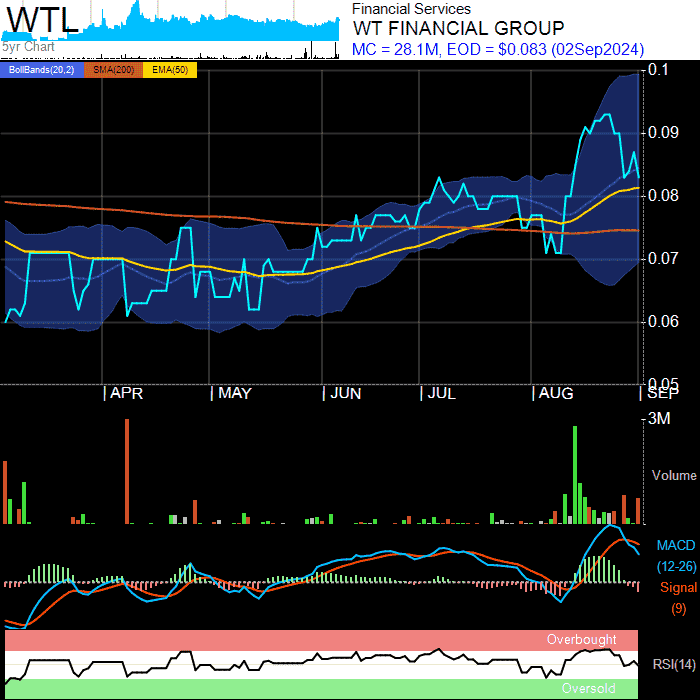 WTL
5yr Chart
Financial Services
WT FINANCIAL GROUP
MC = 28.1M, EOD = $0.083 (02Sep2024)
BollBands(20,2) SMA(200) EMA(50)
0.1
0.09
0.08
0.07
0.06
0.05
APR MAY JUN JUL AUG SEP
3M
Volume
MACD
(12-26)
Signal
(9)
Overbought
RSI(14)
Oversold